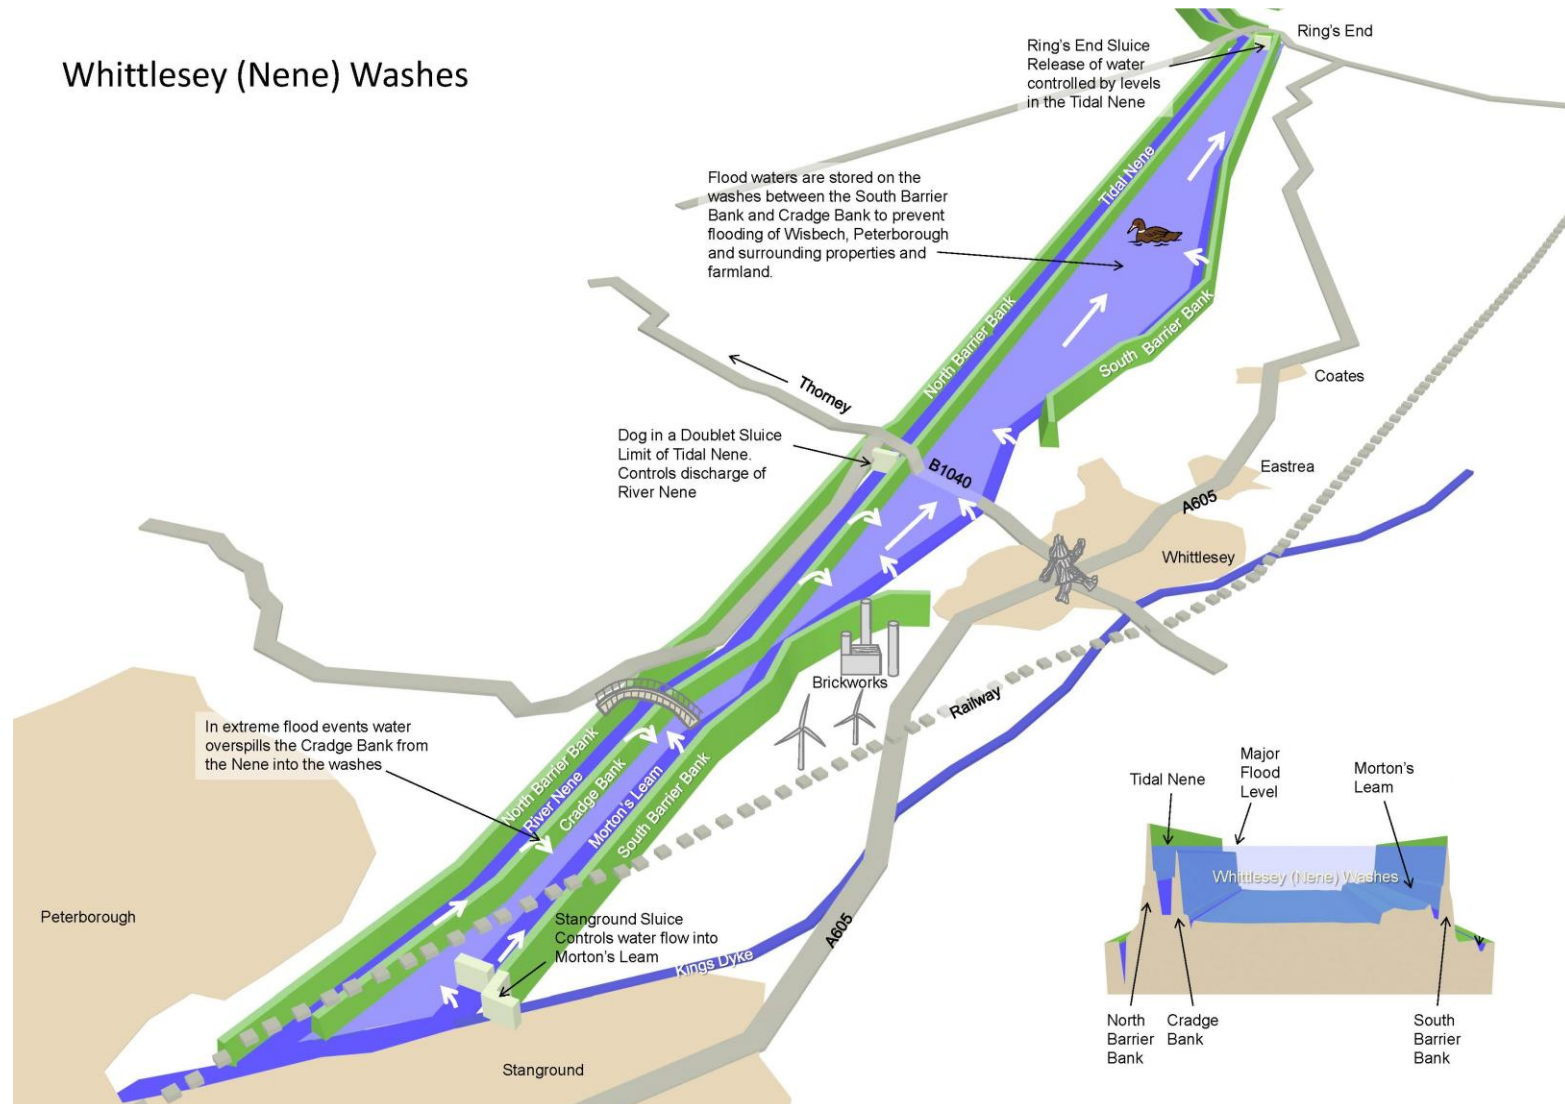 Whittlesey (Nene) Washes
Ring's End
Ring's End Sluice
Release of water
controlled by levels
in the Tidal Nene
Flood waters are stored on the
washes between the South Barrier
Bank and Cradge Bank to prevent
flooding of Wisbech, Peterborough
and surrounding properties and
farmland.
Tidal Nene
North Barrier Bank
South Barrier Bank
Coates
Thorney
Dog in a Doublet Sluice
Limit of Tidal Nene.
Controls discharge of
River Nene
B1040
Eastrea
A605
Whittlesey
Brickworks
Railway
In extreme flood events water
overspills the Cradge Bank from
the Nene into the washes
North Barrier Bank
River Nene
Cradge Bank
Morton's Leam
South Barrier Bank
Peterborough
Stanground Sluice
Controls water flow into
Morton's Leam
Kings Dyke
A605
Stanground
Tidal Nene
Major
Flood
Level
Morton's
Leam
Whittlesey (Nene) Washes
North
Barrier
Bank
Cradge
Bank
South
Barrier
Bank